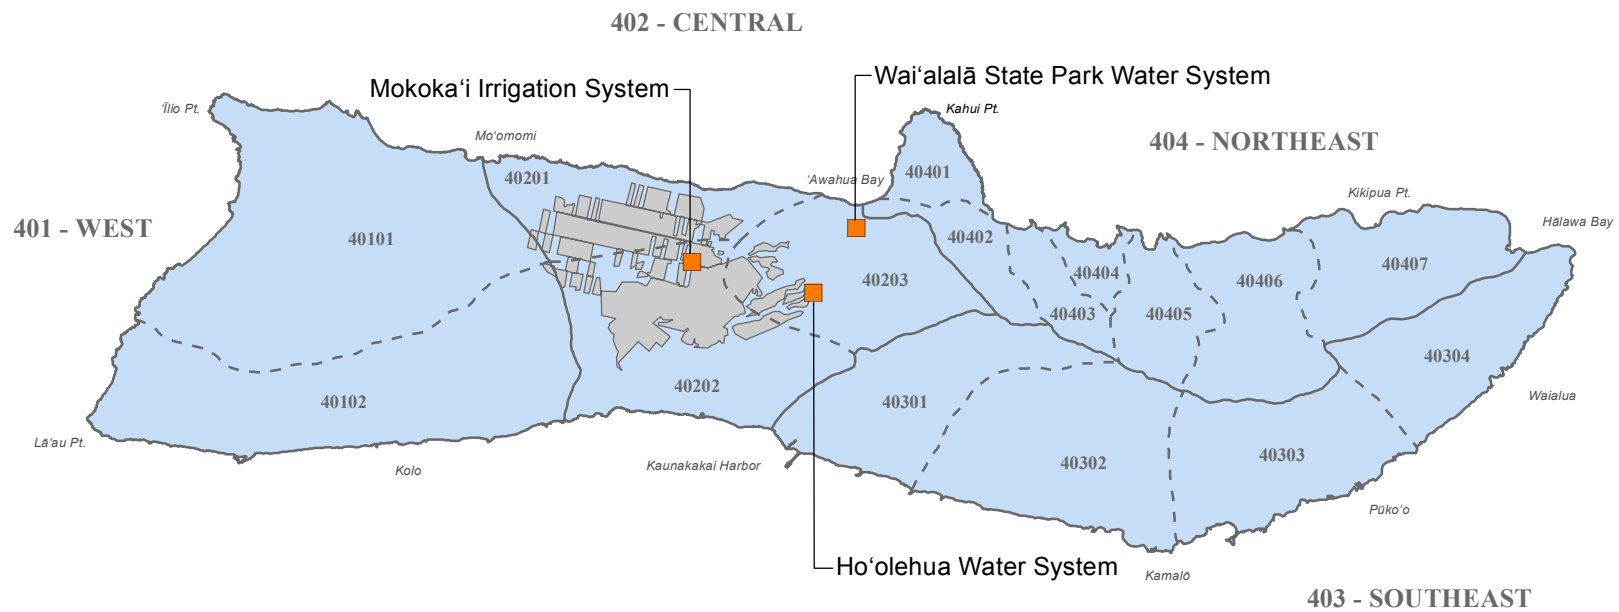 402 - CENTRAL
Mokokaʻi Irrigation System
Waiʻalalā State Park Water System
ʻĪlio Pt.
Kahui Pt.
Moʻomomi
404 - NORTHEAST
40401
40201
ʻAwahua Bay
Kikipua Pt.
Hālawa Bay
401 - WEST
40101
40402
40407
40404
40406
40203
40403
40405
40304
40202
40102
40301
Waialua
Lāʻau Pt.
Kolo
Kaunakakai Harbor
40302
40303
Pūkoʻo
Hoʻolehua Water System
Kamalō
403 - SOUTHEAST